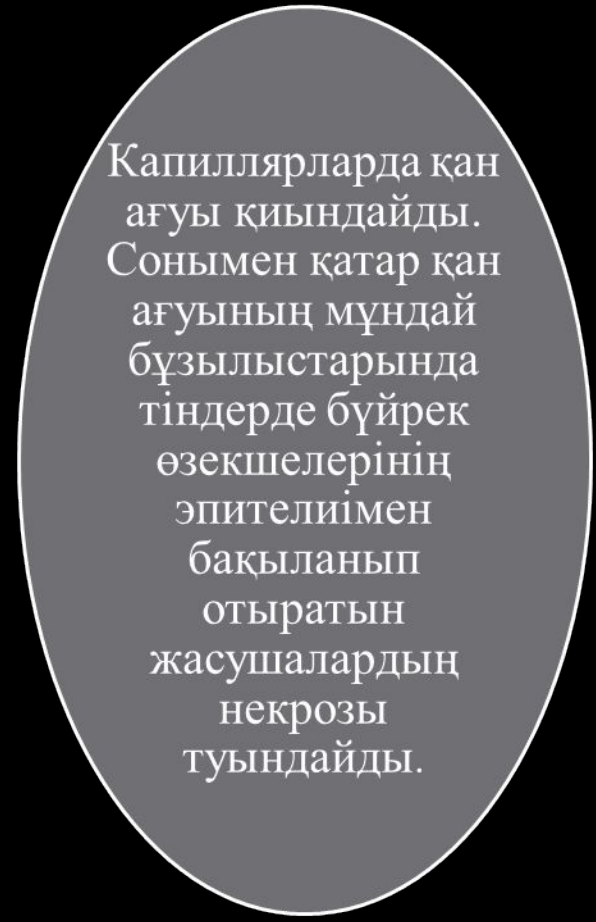 Капиллярларда қан
ағуы қиындайды.
Сонымен қатар қан
ағуының мұндай
бұзылыстарында
тіндерде бүйрек
өзекшелерінің
эпителиімен
бақыланып
отыратын
жасушалардың
некрозы
туындайды.